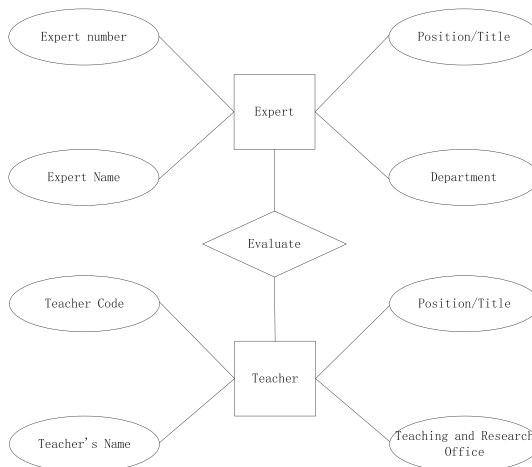 Expert number
Position/Title
Expert
Expert Name
Department
Evaluate
Teacher Code
Position/Title
Teacher
Teacher's Name
Teaching and Research
Office